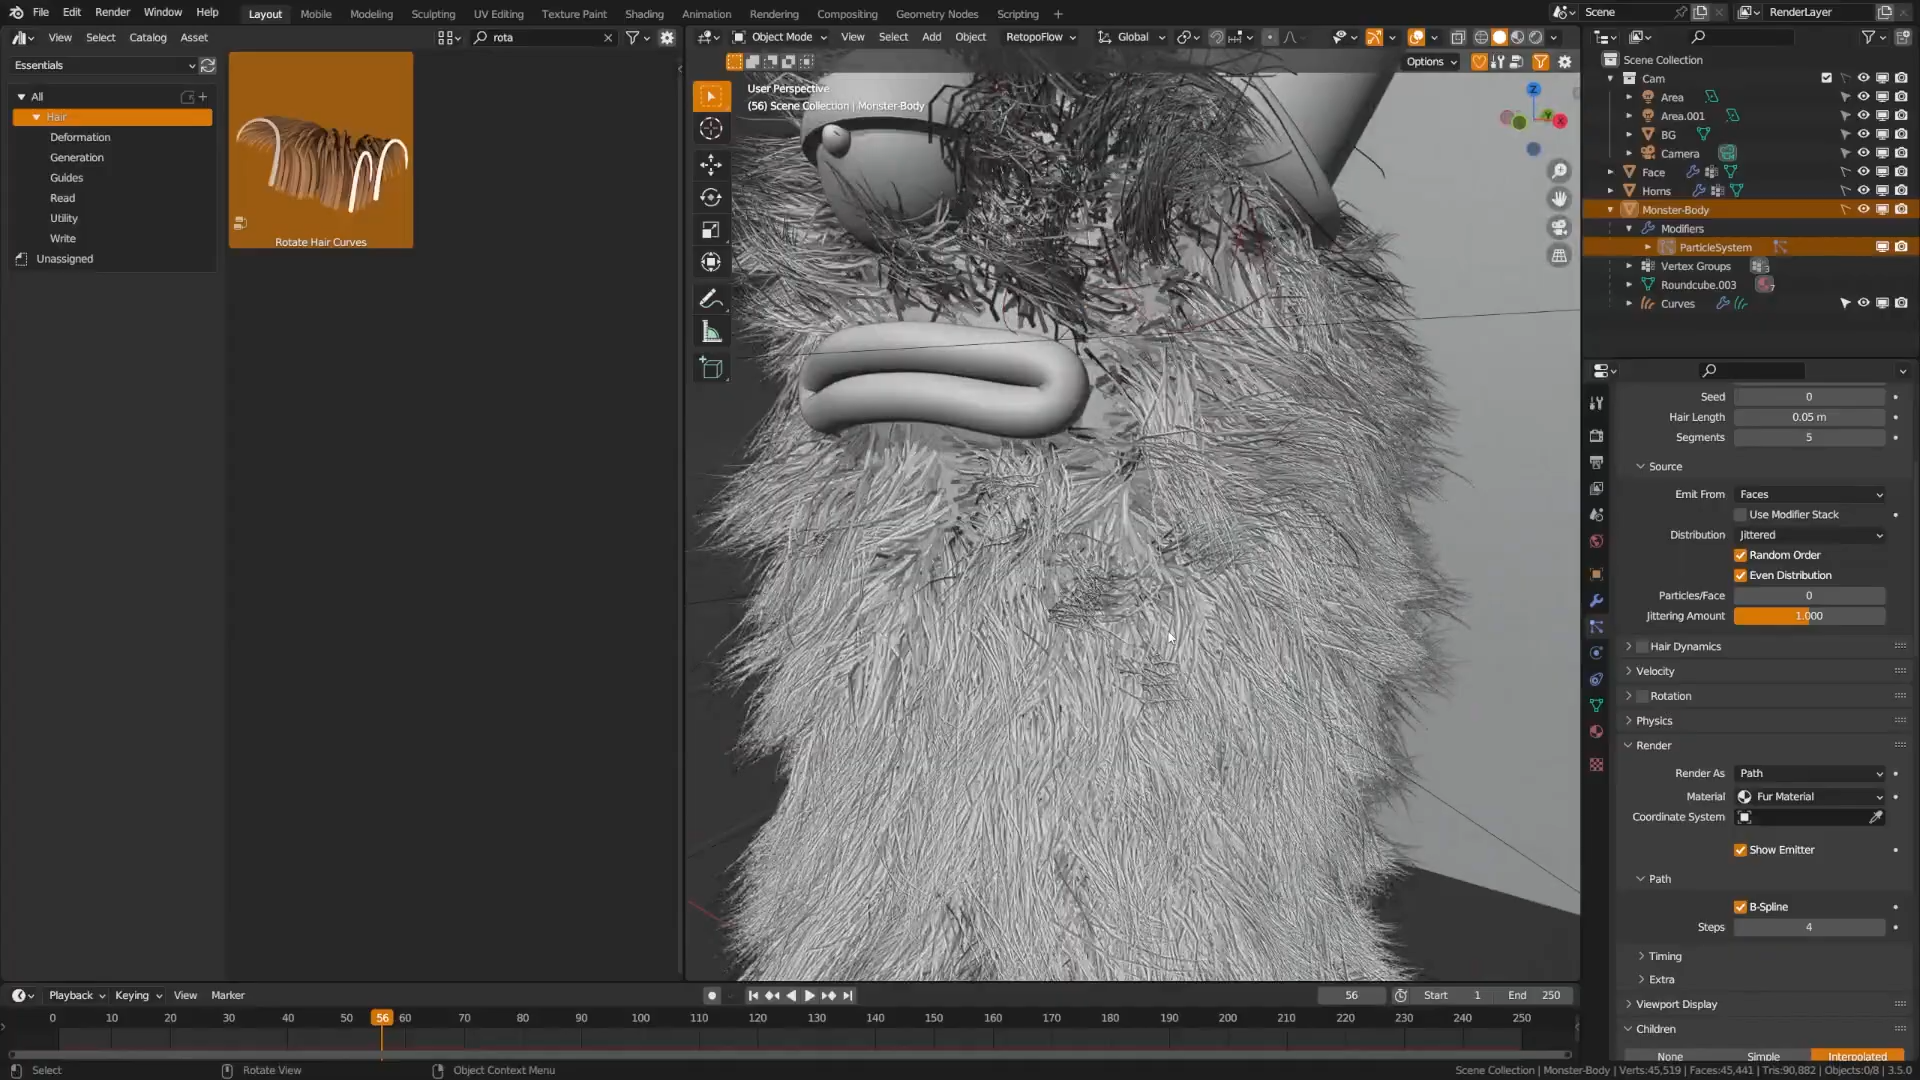 File Edit Render Window Help Layout Mobile Modeling Sculpting UV Editing Texture Paint Shading Animation Rendering Compositing Geometry Nodes Scripting + Scene RenderLayer
View Select Catalog Asset rota
Object Mode View Select Add Object RetopoFlow Global
Options
Essentials
All
Hair
Deformation
Generation
Guides
Read
Utility
Write
Unassigned
Rotate Hair Curves
User Perspective
(56) Scene Collection | Monster-Body
Z
Y
X
Scene Collection
Cam
Area
Area.001
BG
Camera
Face
Horns
Monster-Body
Modifiers
ParticleSystem
Vertex Groups 3
Roundcube.003 7
Curves
Seed 0
Hair Length 0.05 m
Segments 5
Source
Emit From Faces
Use Modifier Stack
Distribution Jittered
Random Order
Even Distribution
Particles/Face 0
Jittering Amount 1.000
Hair Dynamics
Velocity
Rotation
Physics
Render
Render As Path
Material Fur Material
Coordinate System
Show Emitter
Path
B-Spline
Steps 4
Timing
Extra
Viewport Display
Children
None Simple Interpolated
Playback Keying View Marker 56 Start 1 End 250
0 10 20 30 40 50 56 60 70 80 90 100 110 120 130 140 150 160 170 180 190 200 210 220 230 240 250
Select Rotate View Object Context Menu Scene Collection | Monster-Body | Verts:45,519 | Faces:45,441 | Tris:90,882 | Objects:0/8 | 3.5.0